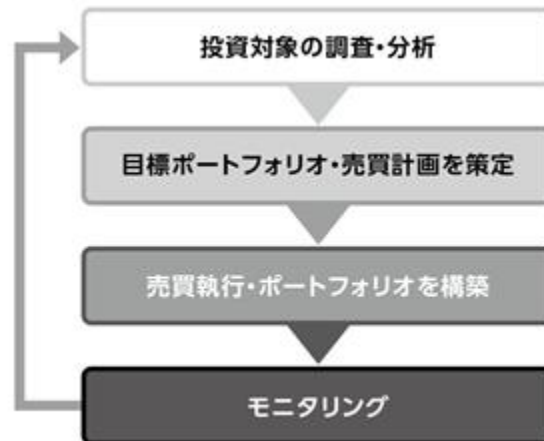 投資対象の調査・分析
目標ポートフォリオ・売買計画を策定
売買執行・ポートフォリオを構築
モニタリング